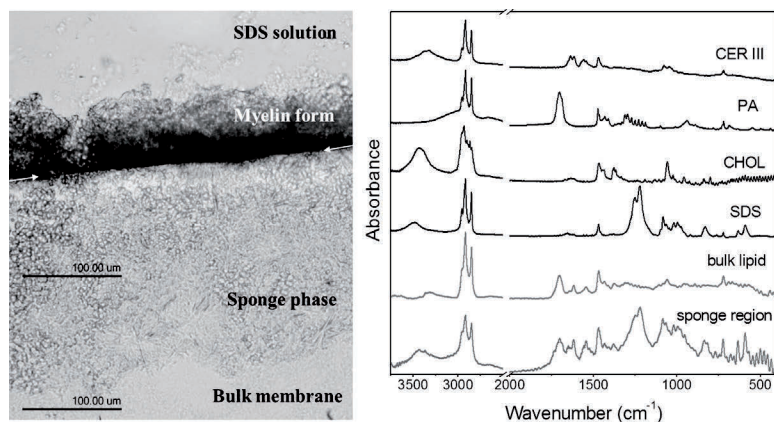 SDS solution
Myelin form
100.00 um
Sponge phase
100.00 um
Bulk membrane
Absorbance
CER III
PA
CHOL
SDS
bulk lipid
sponge region
3500 3000 2000 1500 1000 500
Wavenumber (cm⁻¹)